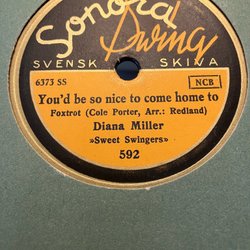 Sonora
Swing
SVENSK SKIVA
6373 SS NCB
You'd be so nice to come home to
Foxtrot (Cole Porter, Arr.: Redland)
Diana Miller
»Sweet Swingers»
592